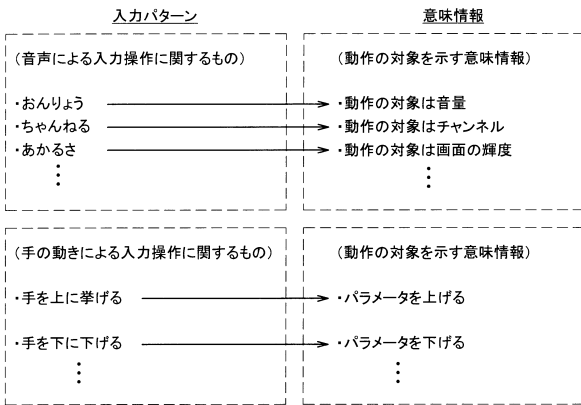 入力パターン 意味情報
(音声による入力操作に関するもの) (動作の対象を示す意味情報)
・おんりょう ・動作の対象は音量
・ちゃんねる ・動作の対象はチャンネル
・あかるさ ・動作の対象は画面の輝度
(手の動きによる入力操作に関するもの) (動作の対象を示す意味情報)
・手を上に挙げる ・パラメータを上げる
・手を下に下げる ・パラメータを下げる